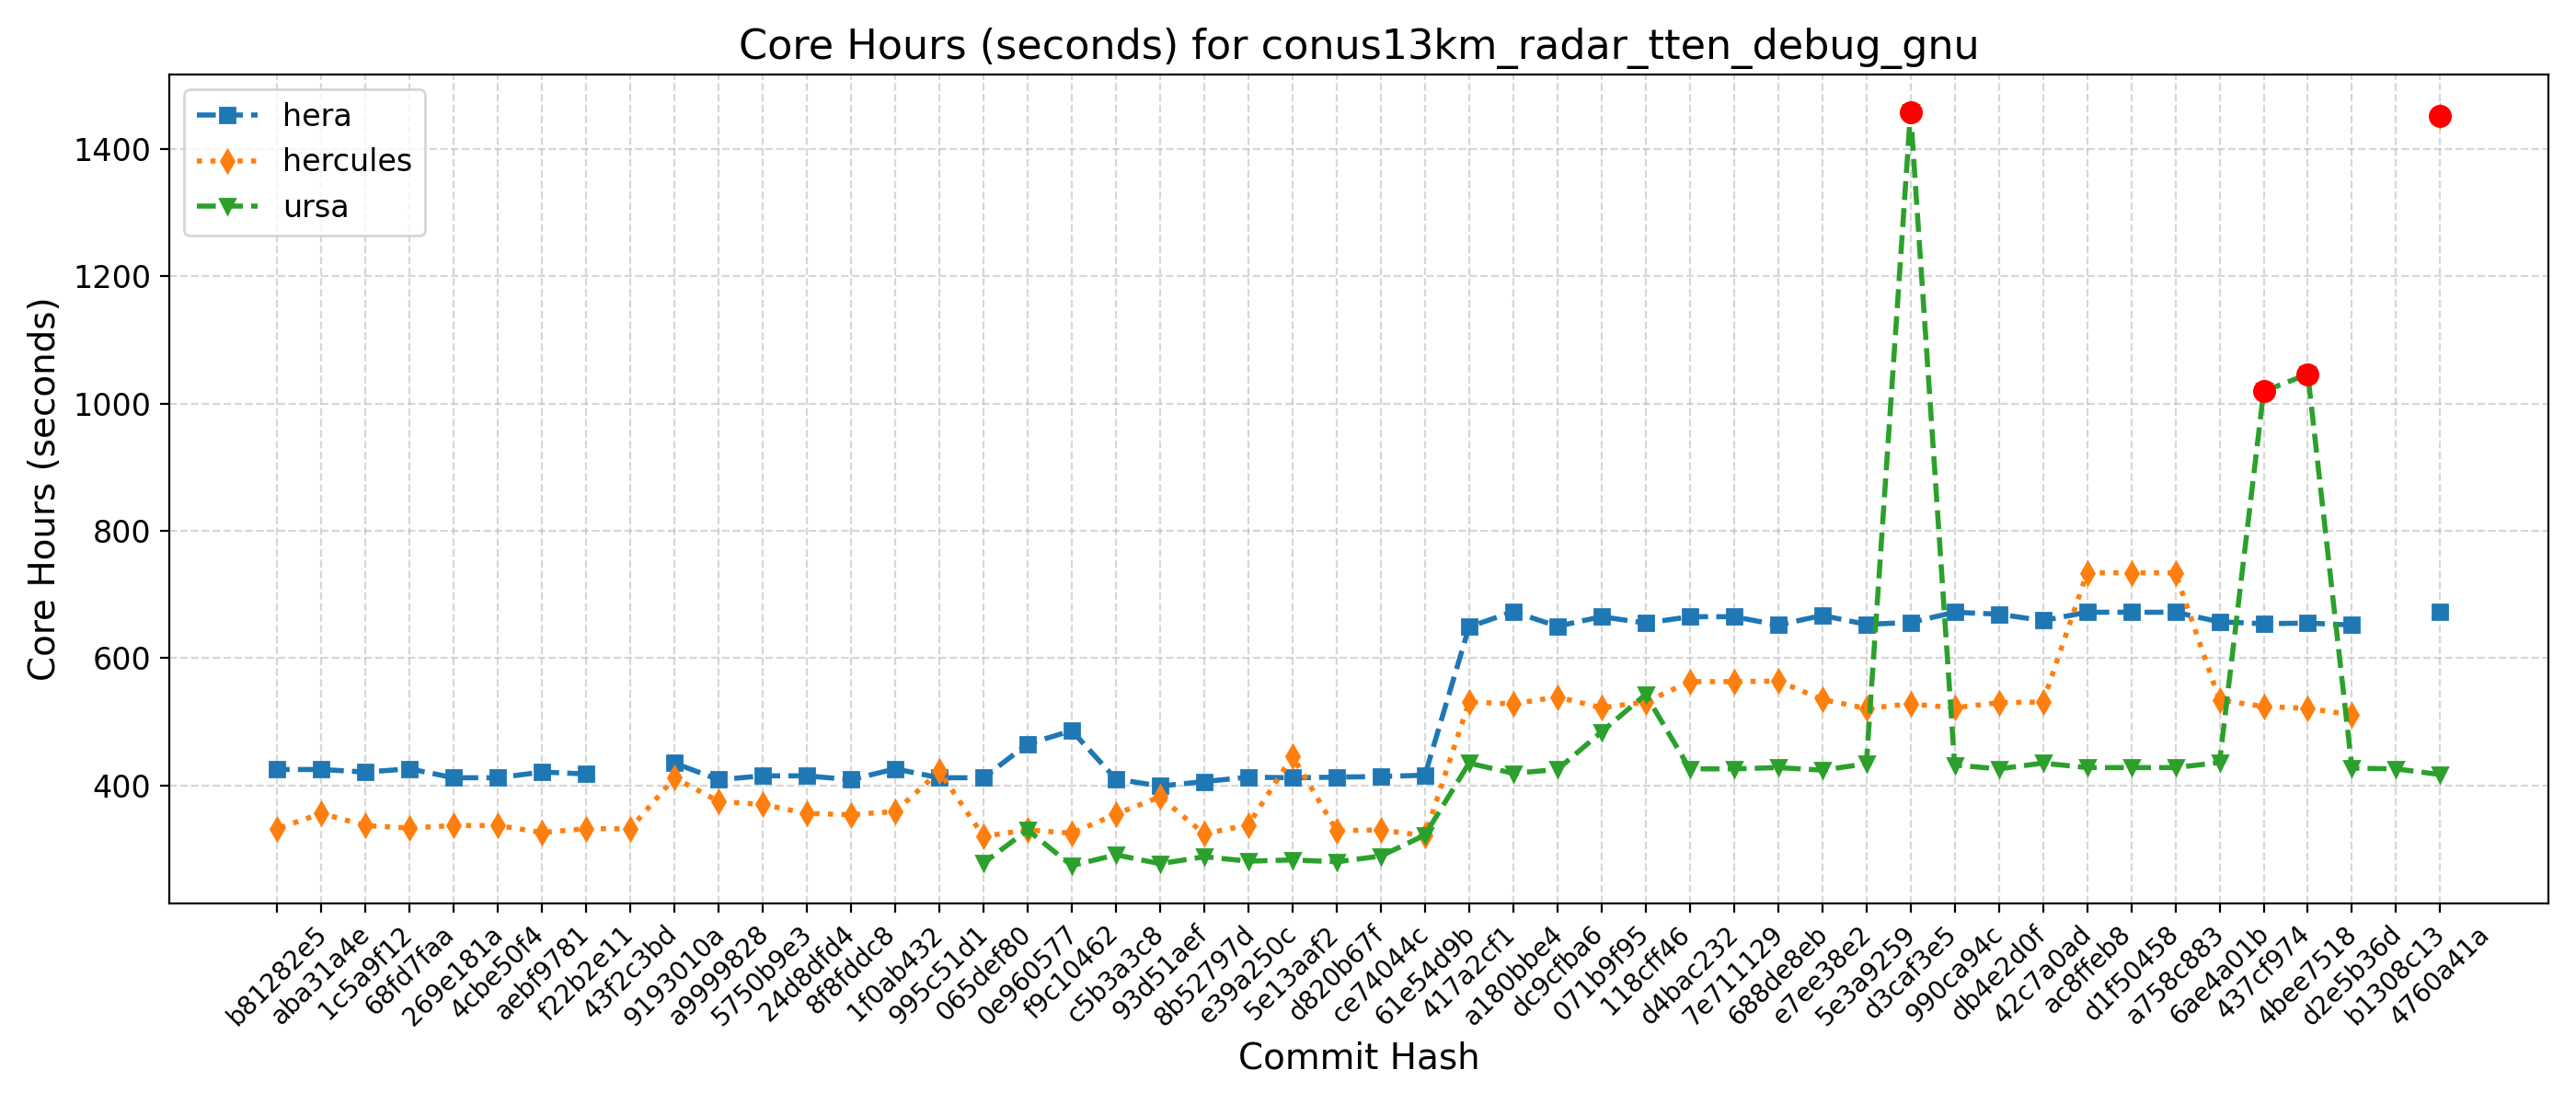 Core Hours (seconds) for conus13km_radar_tten_debug_gnu
hera
hercules
ursa
Core Hours (seconds)
1400
1200
1000
800
600
400
b81282e5
aba31a4e
1c5a9f12
68fd7faa
269e181a
4cbe50f4
aebf9781
f22b2e11
43f2c3bd
9193010a
a9999828
5750b9e3
24d8dfd4
8f8fddc8
1f0ab432
995c51d1
065def80
0e960577
f9c10462
c5b3a3c8
93d51aef
8b52797d
e39a250c
5e13aaf2
d820b67f
ce74044c
61e54d9b
417a2cf1
a180bbe4
dc9cfba6
071b9f95
118cff46
d4bac232
7e711129
688de8eb
e7ee38e2
5e3a9259
d3caf3e5
990ca94c
db4e2d0f
42c7a0ad
ac8ffeb8
d1f50458
a758c883
6ae4a01b
437cf974
4bee7518
d2e5b36d
b1308c13
4760a41a
Commit Hash